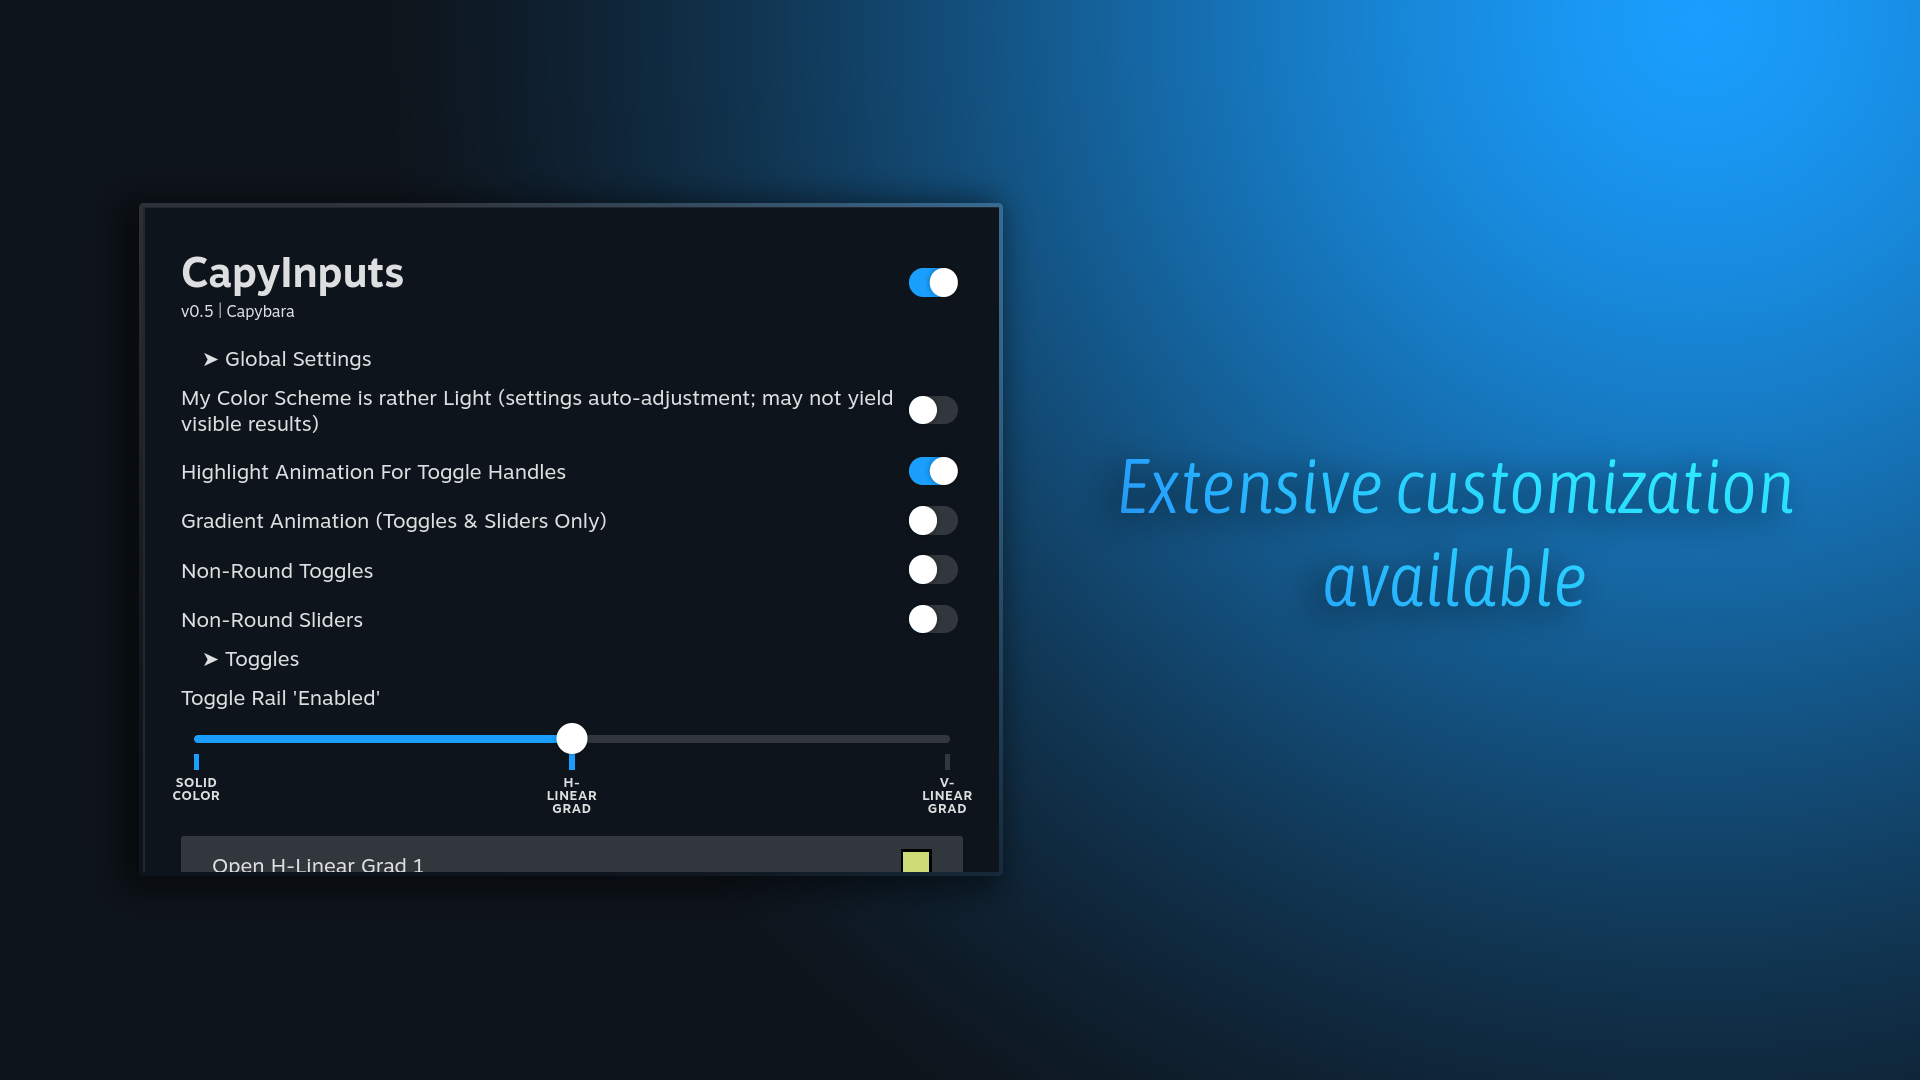 CapyInputs
v0.5 | Capybara
➤ Global Settings
My Color Scheme is rather Light (settings auto-adjustment; may not yield
visible results)
Highlight Animation For Toggle Handles
Gradient Animation (Toggles & Sliders Only)
Non-Round Toggles
Non-Round Sliders
➤ Toggles
Toggle Rail 'Enabled'
SOLID
COLOR
H-
LINEAR
GRAD
V-
LINEAR
GRAD
Open H-Linear Grad 1
Extensive customization
available